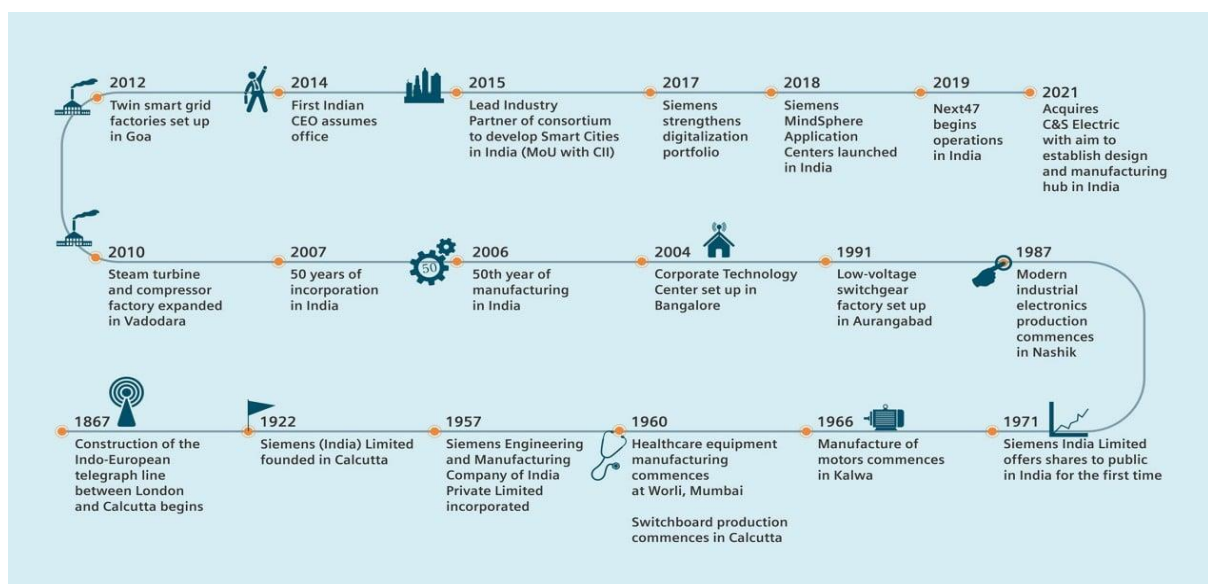 2012
Twin smart grid
factories set up
in Goa
2014
First Indian
CEO assumes
office
2015
Lead Industry
Partner of consortium
to develop Smart Cities
in India (MoU with CII)
2017
Siemens
strengthens
digitalization
portfolio
2018
Siemens
MindSphere
Application
Centers launched
in India
2019
Next47
begins
operations
in India
2021
Acquires
C&S Electric
with aim to
establish design
and manufacturing
hub in India
2010
Steam turbine
and compressor
factory expanded
in Vadodara
2007
50 years of
incorporation
in India
50
2006
50th year of
manufacturing
in India
2004
Corporate Technology
Center set up in
Bangalore
1991
Low-voltage
switchgear
factory set up
in Aurangabad
1987
Modern
industrial
electronics
production
commences
in Nashik
1867
Construction of the
Indo-European
telegraph line
between London
and Calcutta begins
1922
Siemens (India) Limited
founded in Calcutta
1957
Siemens Engineering
and Manufacturing
Company of India
Private Limited
incorporated
1960
Healthcare equipment
manufacturing
commences
at Worli, Mumbai
Switchboard production
commences in Calcutta
1966
Manufacture of
motors commences
in Kalwa
1971
Siemens India Limited
offers shares to public
in India for the first time